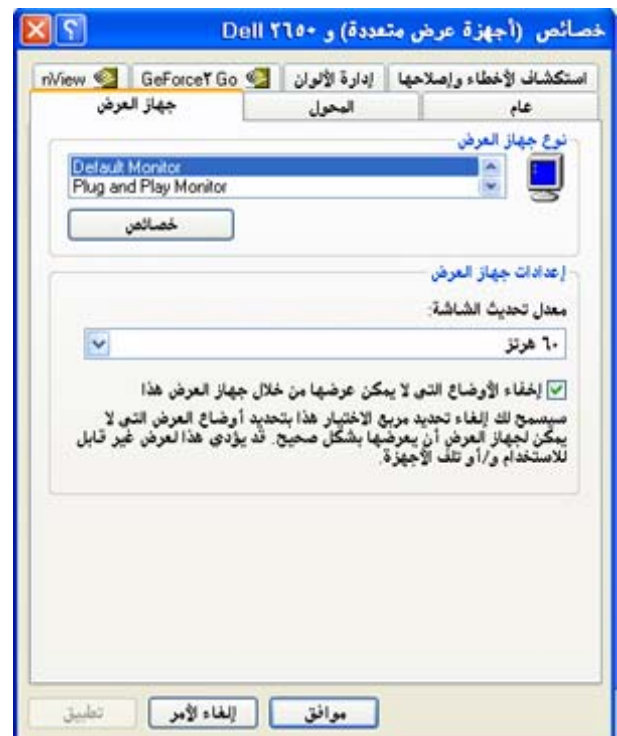 خصائص (أجهزة عرض متعددة) و Dell ٢٦٥٠
استكشاف الأخطاء وإصلاحها
إدارة الألوان
GeForce٢ Go
nView
عام
المحول
جهاز العرض
نوع جهاز العرض
Default Monitor
Plug and Play Monitor
خصائص
إعدادات جهاز العرض
معدل تحديث الشاشة:
٦٠ هرتز
إخفاء الأوضاع التي لا يمكن عرضها من خلال جهاز العرض هذا
سيسمح لك إلغاء تحديد مربع الاختيار هذا بتحديد أوضاع العرض التي لا
يمكن لجهاز العرض أن يعرضها بشكل صحيح. قد يؤدي هذا لعرض غير قابل
للاستخدام و/أو تلف الأجهزة.
موافق
إلغاء الأمر
تطبيق